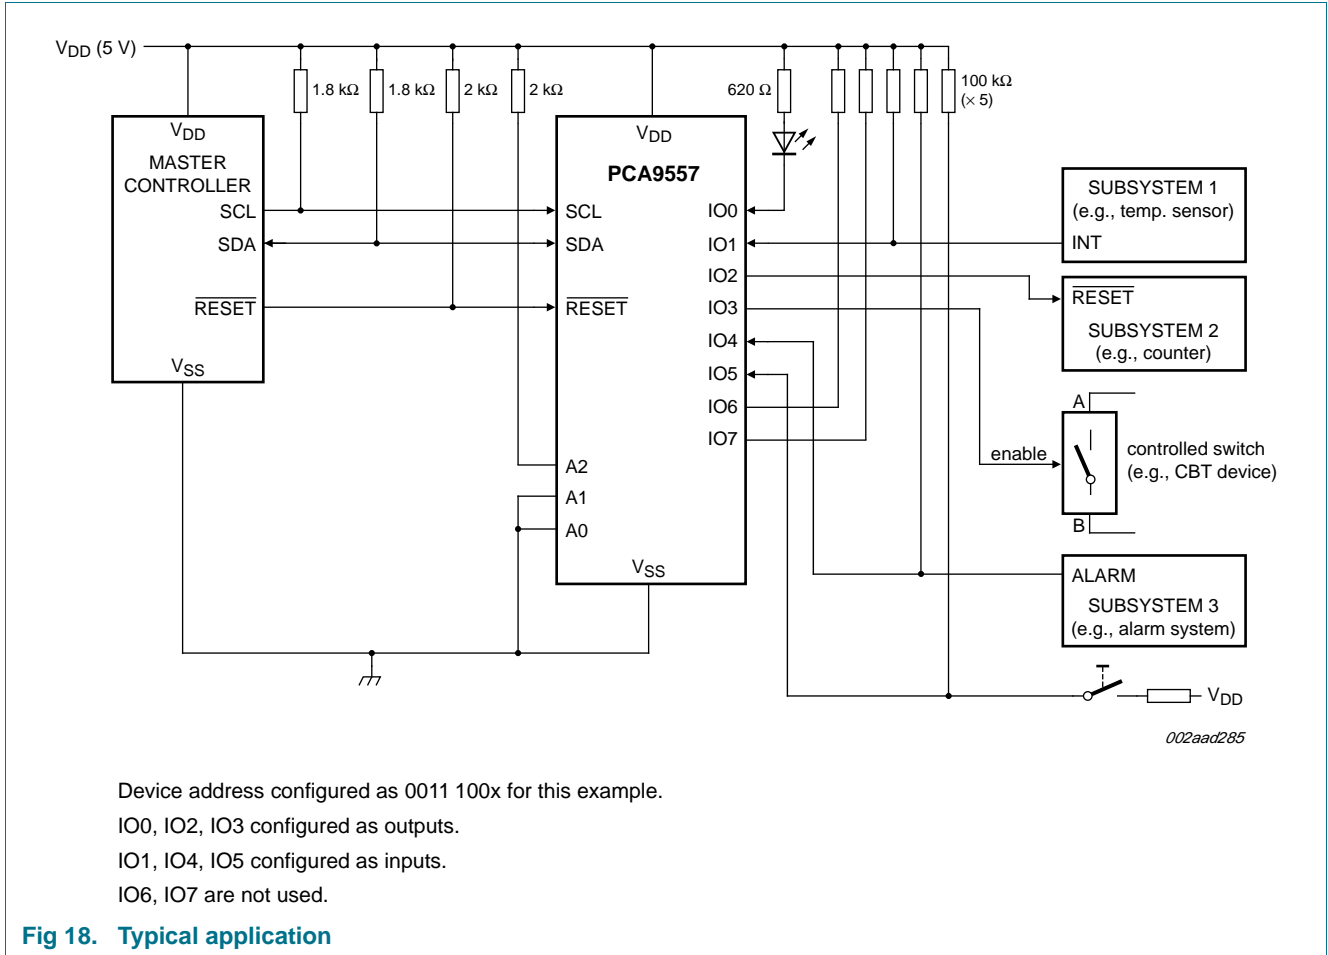 VDD (5 V)
1.8 kΩ
1.8 kΩ
2 kΩ
2 kΩ
620 Ω
100 kΩ
(× 5)
VDD
MASTER
CONTROLLER
SCL
SDA
RESET
VSS
VDD
PCA9557
SCL
SDA
RESET
A2
A1
A0
VSS
IO0
IO1
IO2
IO3
IO4
IO5
IO6
IO7
SUBSYSTEM 1
(e.g., temp. sensor)
INT
RESET
SUBSYSTEM 2
(e.g., counter)
A
enable
B
controlled switch
(e.g., CBT device)
ALARM
SUBSYSTEM 3
(e.g., alarm system)
VDD
002aad285
Device address configured as 0011 100x for this example.
IO0, IO2, IO3 configured as outputs.
IO1, IO4, IO5 configured as inputs.
IO6, IO7 are not used.
Fig 18. Typical application